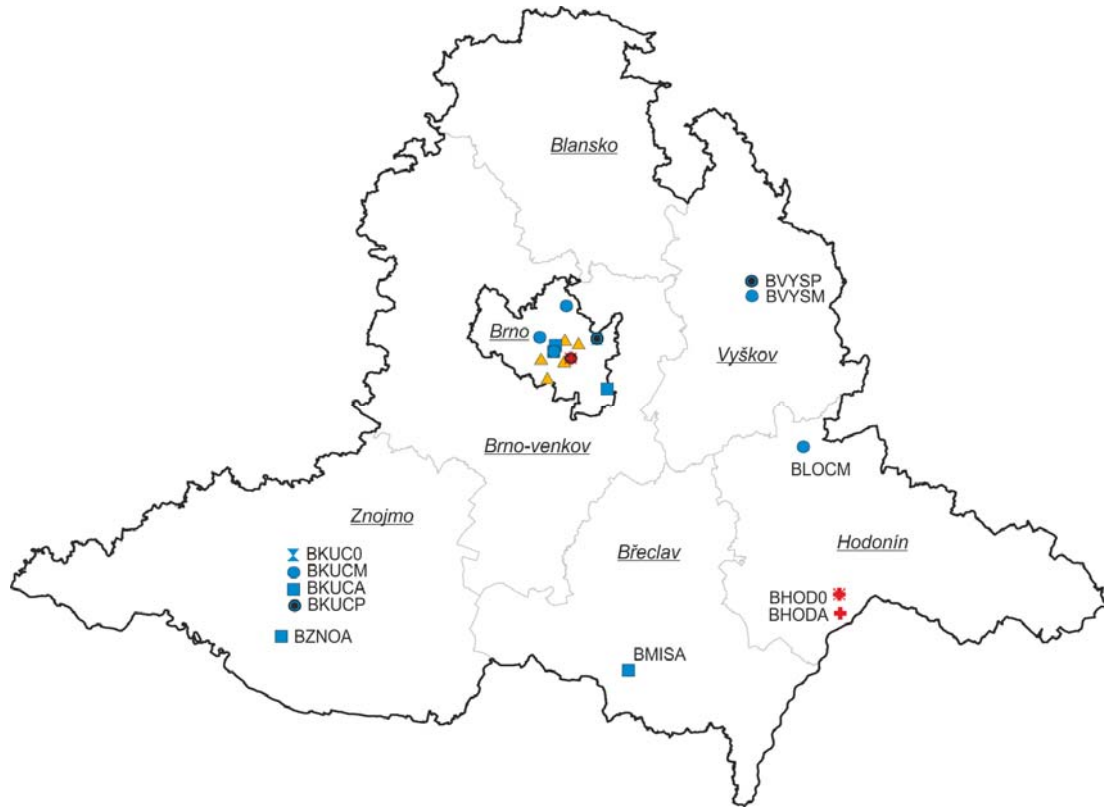 Blansko
BVYSP
BVYSM
Brno
Vyškov
Brno-venkov
BLOCM
Znojmo
Břeclav
Hodonín
BKUC0
BKUCM
BKUCA
BKUCP
BHOD0
BHODA
BZNOA
BMISA